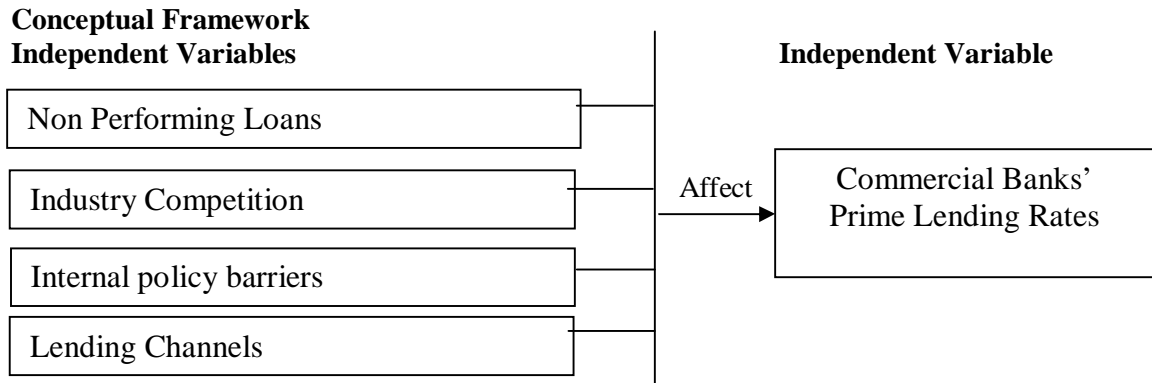 Conceptual Framework
Independent Variables
Independent Variable
Non Performing Loans
Industry Competition
Internal policy barriers
Lending Channels
Affect
Commercial Banks’
Prime Lending Rates